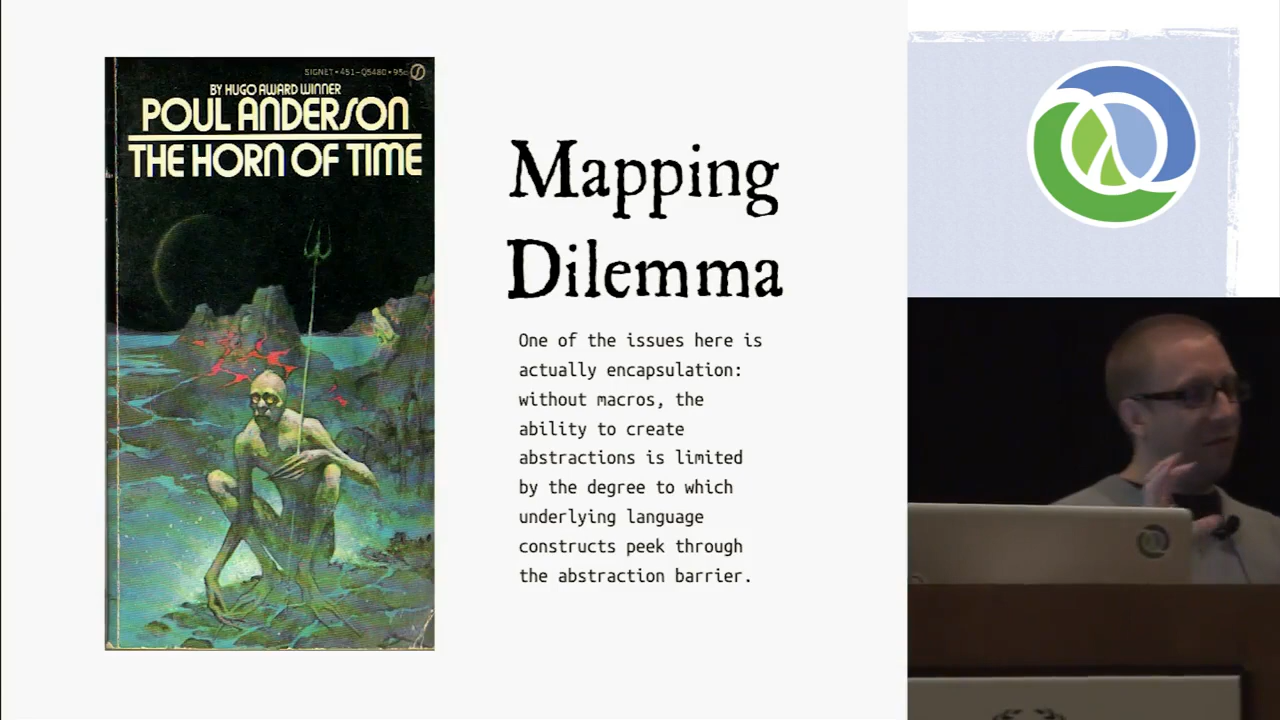 SIGNET • 451-Q5480 • 95c
BY HUGO AWARD WINNER
POUL ANDERSON
THE HORN OF TIME
Mapping
Dilemma
One of the issues here is
actually encapsulation:
without macros, the
ability to create
abstractions is limited
by the degree to which
underlying language
constructs peek through
the abstraction barrier.